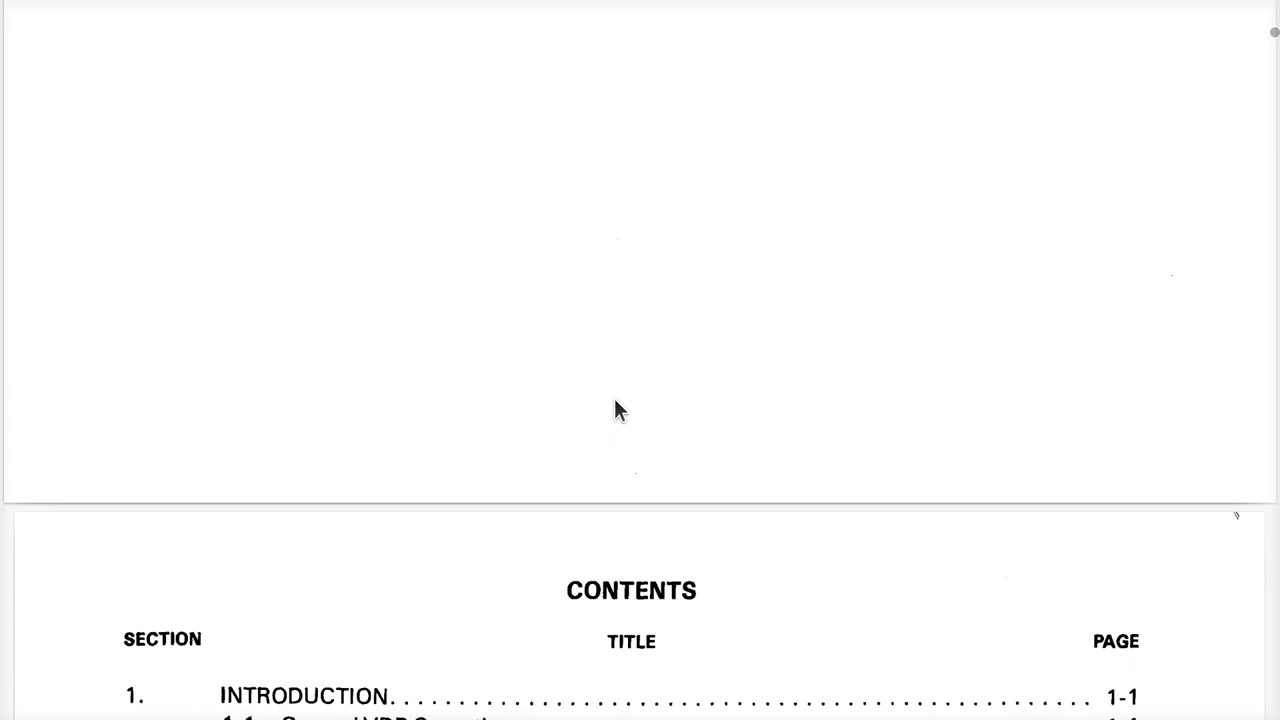 CONTENTS
SECTION TITLE PAGE
1. INTRODUCTION. . . . . . . . . . . . . . . . . . . . . . . . . . . . . . . . . . . . . . . . . . . . . . . . . . 1-1